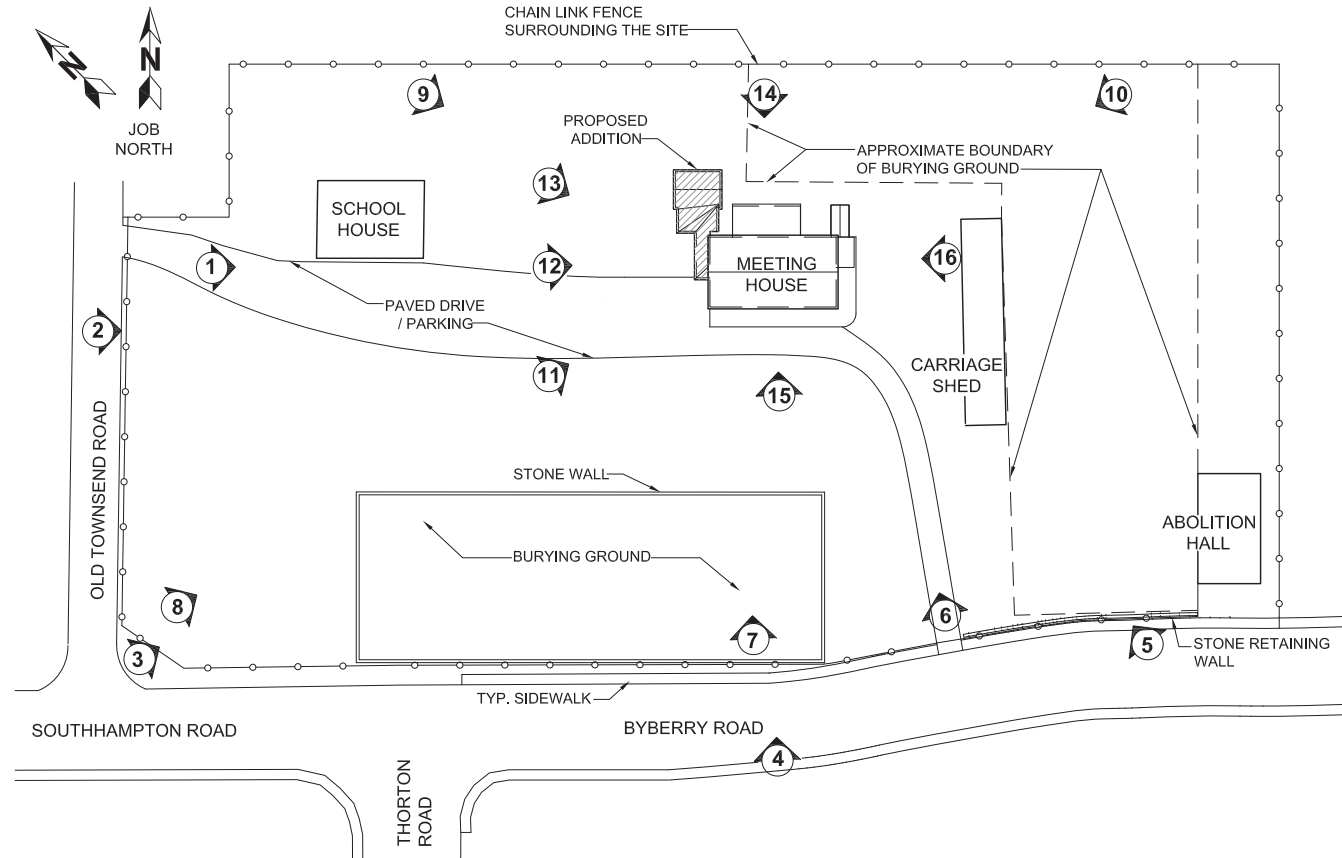 CHAIN LINK FENCE
SURROUNDING THE SITE
N
N
JOB
NORTH
9
14
10
PROPOSED
ADDITION
APPROXIMATE BOUNDARY
OF BURYING GROUND
13
SCHOOL
HOUSE
1
12
16
MEETING
HOUSE
PAVED DRIVE
/ PARKING
2
11
15
CARRIAGE
SHED
OLD TOWNSEND ROAD
STONE WALL
BURYING GROUND
ABOLITION
HALL
8
6
7
3
5
STONE RETAINING
WALL
TYP. SIDEWALK
SOUTHHAMPTON ROAD
BYBERRY ROAD
4
THORTON
ROAD